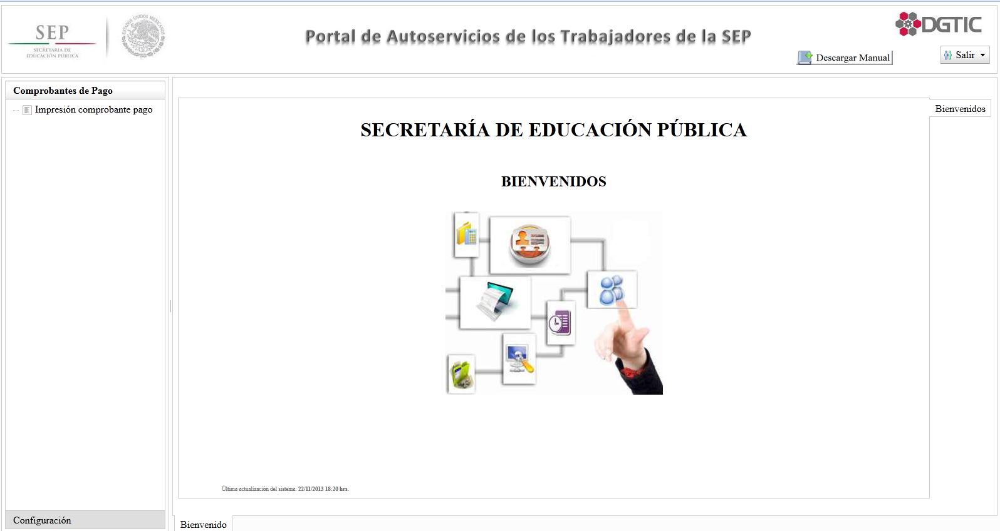 SEP
SECRETARÍA DE
EDUCACIÓN PÚBLICA
ESTADOS UNIDOS MEXICANOS
Portal de Autoservicios de los Trabajadores de la SEP
DGTIC
Descargar Manual
Salir
Comprobantes de Pago
Impresión comprobante pago
Bienvenidos
SECRETARÍA DE EDUCACIÓN PÚBLICA
BIENVENIDOS
Última actualización del sistema: 22/11/2013 18:20 hrs.
Configuración
Bienvenido